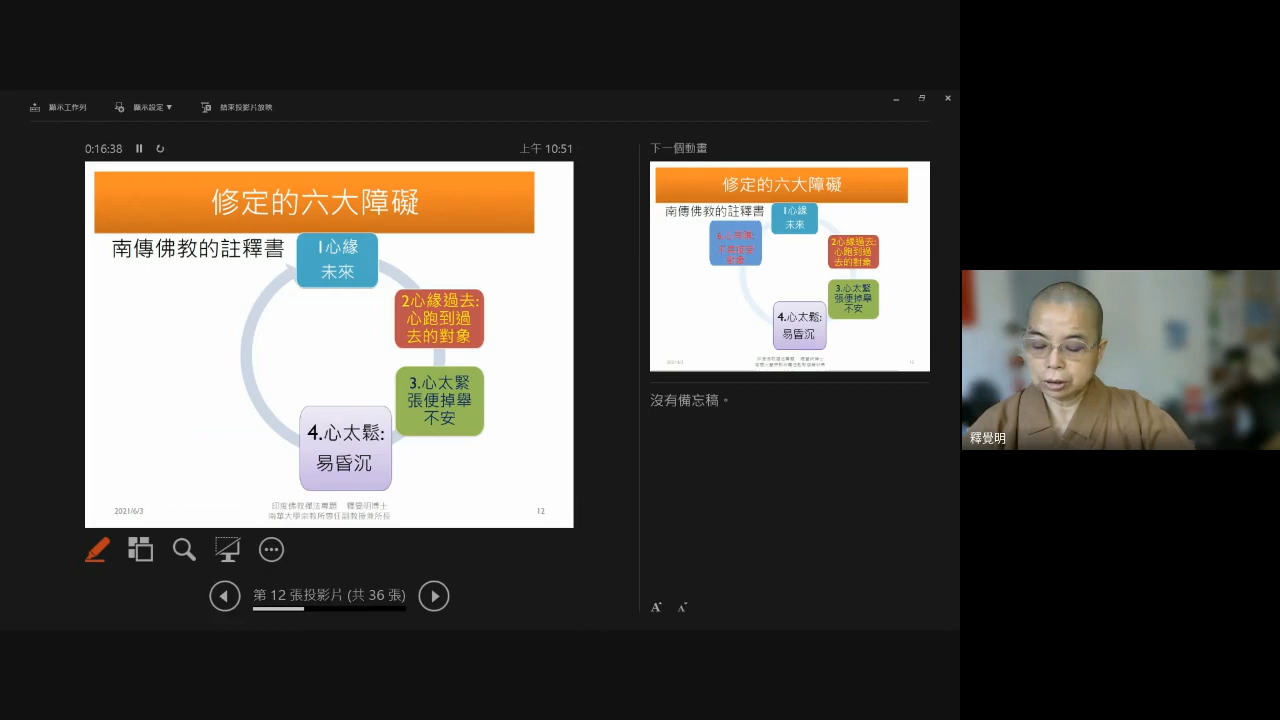 顯示工作列
顯示設定 ▼
結束投影片放映
0:16:38
上午 10:51
修定的六大障礙
南傳佛教的註釋書
1心緣
未來
2心緣過去:
心跑到過
去的對象
3.心太緊
張便掉舉
不安
4.心太鬆:
易昏沉
2021/6/3
印度佛教禪法專題 釋覺明博士
南華大學宗教所專任副教授兼所長
12
第 12 張投影片 (共 36 張)
下一個動畫
修定的六大障礙
南傳佛教的註釋書
1心緣
未來
2心緣過去:
心跑到過
去的對象
3.心太緊
張便掉舉
不安
4.心太鬆:
易昏沉
沒有備忘稿。
釋覺明